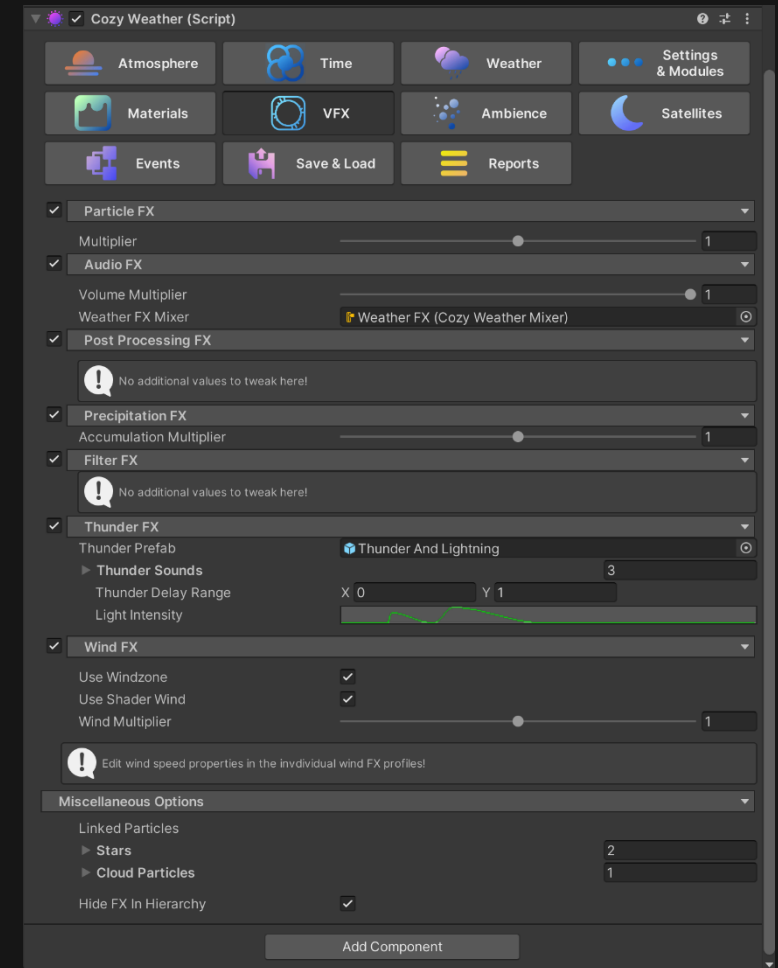 Cozy Weather (Script)
Atmosphere
Time
Weather
Settings
& Modules
Materials
VFX
Ambience
Satellites
Events
Save & Load
Reports
Particle FX
Multiplier 1
Audio FX
Volume Multiplier 1
Weather FX Mixer Weather FX (Cozy Weather Mixer)
Post Processing FX
No additional values to tweak here!
Precipitation FX
Accumulation Multiplier 1
Filter FX
No additional values to tweak here!
Thunder FX
Thunder Prefab Thunder And Lightning
Thunder Sounds 3
Thunder Delay Range X 0 Y 1
Light Intensity
Wind FX
Use Windzone
Use Shader Wind
Wind Multiplier 1
Edit wind speed properties in the invdividual wind FX profiles!
Miscellaneous Options
Linked Particles
Stars 2
Cloud Particles 1
Hide FX In Hierarchy
Add Component